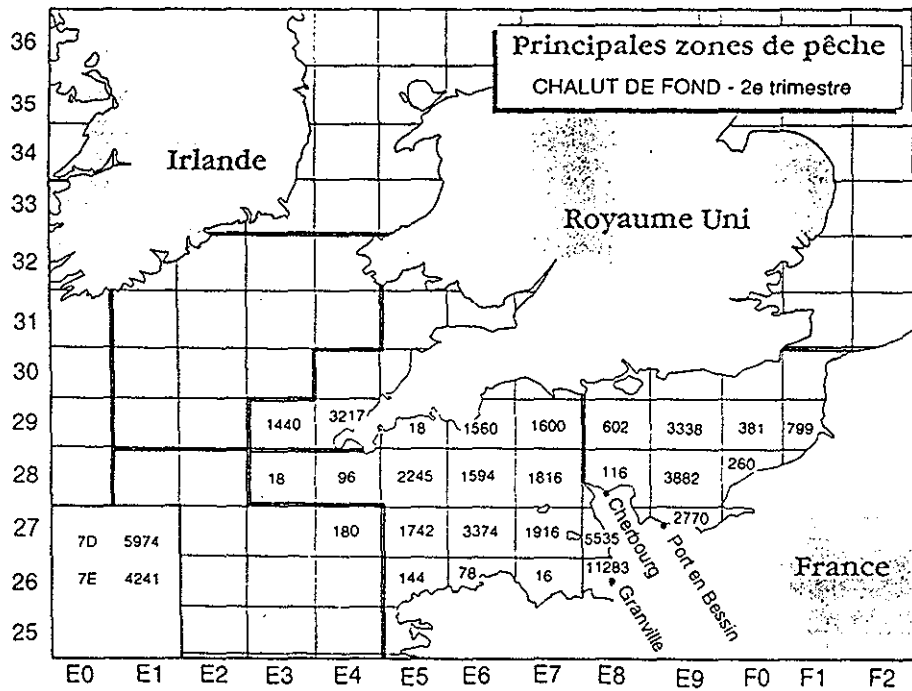 Principales zones de pêche
CHALUT DE FOND - 2e trimestre
36
35
34
33
32
31
30
29
28
27
26
25
Irlande
Royaume Uni
France
1440 3217 18 1560 1600 602 3338 381 799
18 96 2245 1594 1816 116 3882 260
7D 5974 180 1742 3374 1916 5535 2770
7E 4241 144 78 16 11283
Cherbourg
Port en Bessin
Granville
E0 E1 E2 E3 E4 E5 E6 E7 E8 E9 F0 F1 F2